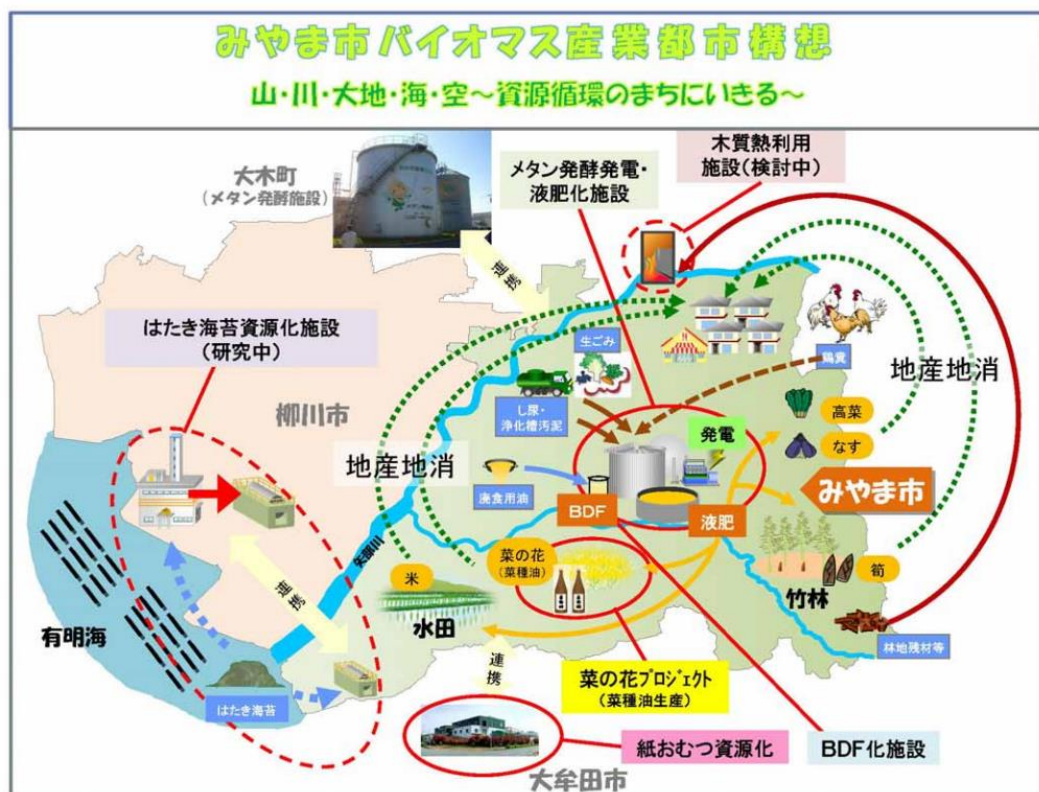 みやま市バイオマス産業都市構想
山・川・大地・海・空～資源循環のまちにいきる～
大木町
(メタン発酵施設)
メタン発酵発電・
液肥化施設
木質熱利用
施設(検討中)
連携
はたき海苔資源化施設
(研究中)
生ごみ
鶏糞
地産地消
柳川市
し尿・
浄化槽汚泥
高菜
発電
なす
地産地消
みやま市
廃食用油
BDF
液肥
矢部川
菜の花
(菜種油)
米
筍
連携
竹林
有明海
水田
林地残材等
連携
菜の花プロジェクト
(菜種油生産)
はたき海苔
紙おむつ資源化
BDF化施設
大牟田市